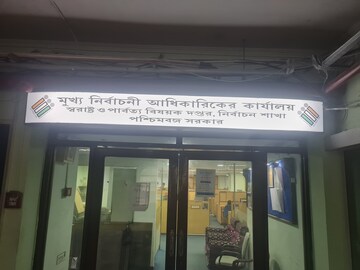 মুখ্য নির্বাচনী আধিকারিকের কার্যালয়
স্বরাষ্ট্র ও পার্বত্য বিষয়ক দপ্তর, নির্বাচন শাখা
পশ্চিমবঙ্গ সরকার